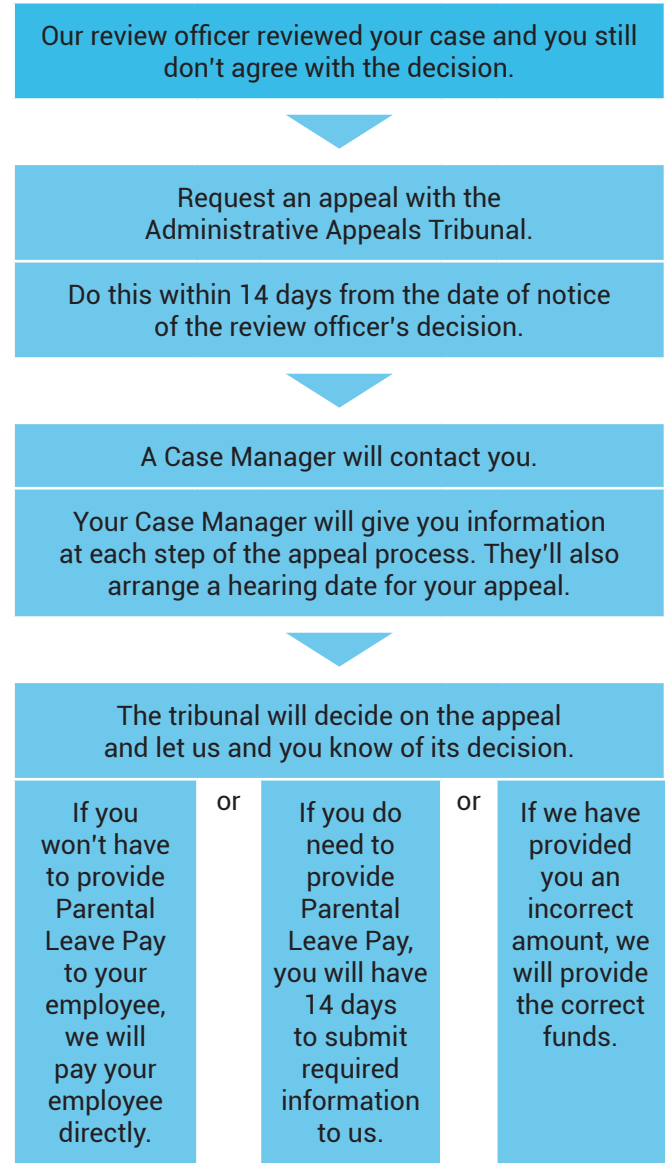 Our review officer reviewed your case and you still
don't agree with the decision.
Request an appeal with the
Administrative Appeals Tribunal.
Do this within 14 days from the date of notice
of the review officer's decision.
A Case Manager will contact you.
Your Case Manager will give you information
at each step of the appeal process. They'll also
arrange a hearing date for your appeal.
The tribunal will decide on the appeal
and let us and you know of its decision.
If you
won't have
to provide
Parental
Leave Pay
to your
employee,
we will
pay your
employee
directly.
or
If you do
need to
provide
Parental
Leave Pay,
you will have
14 days
to submit
required
information
to us.
or
If we have
provided
you an
incorrect
amount, we
will provide
the correct
funds.